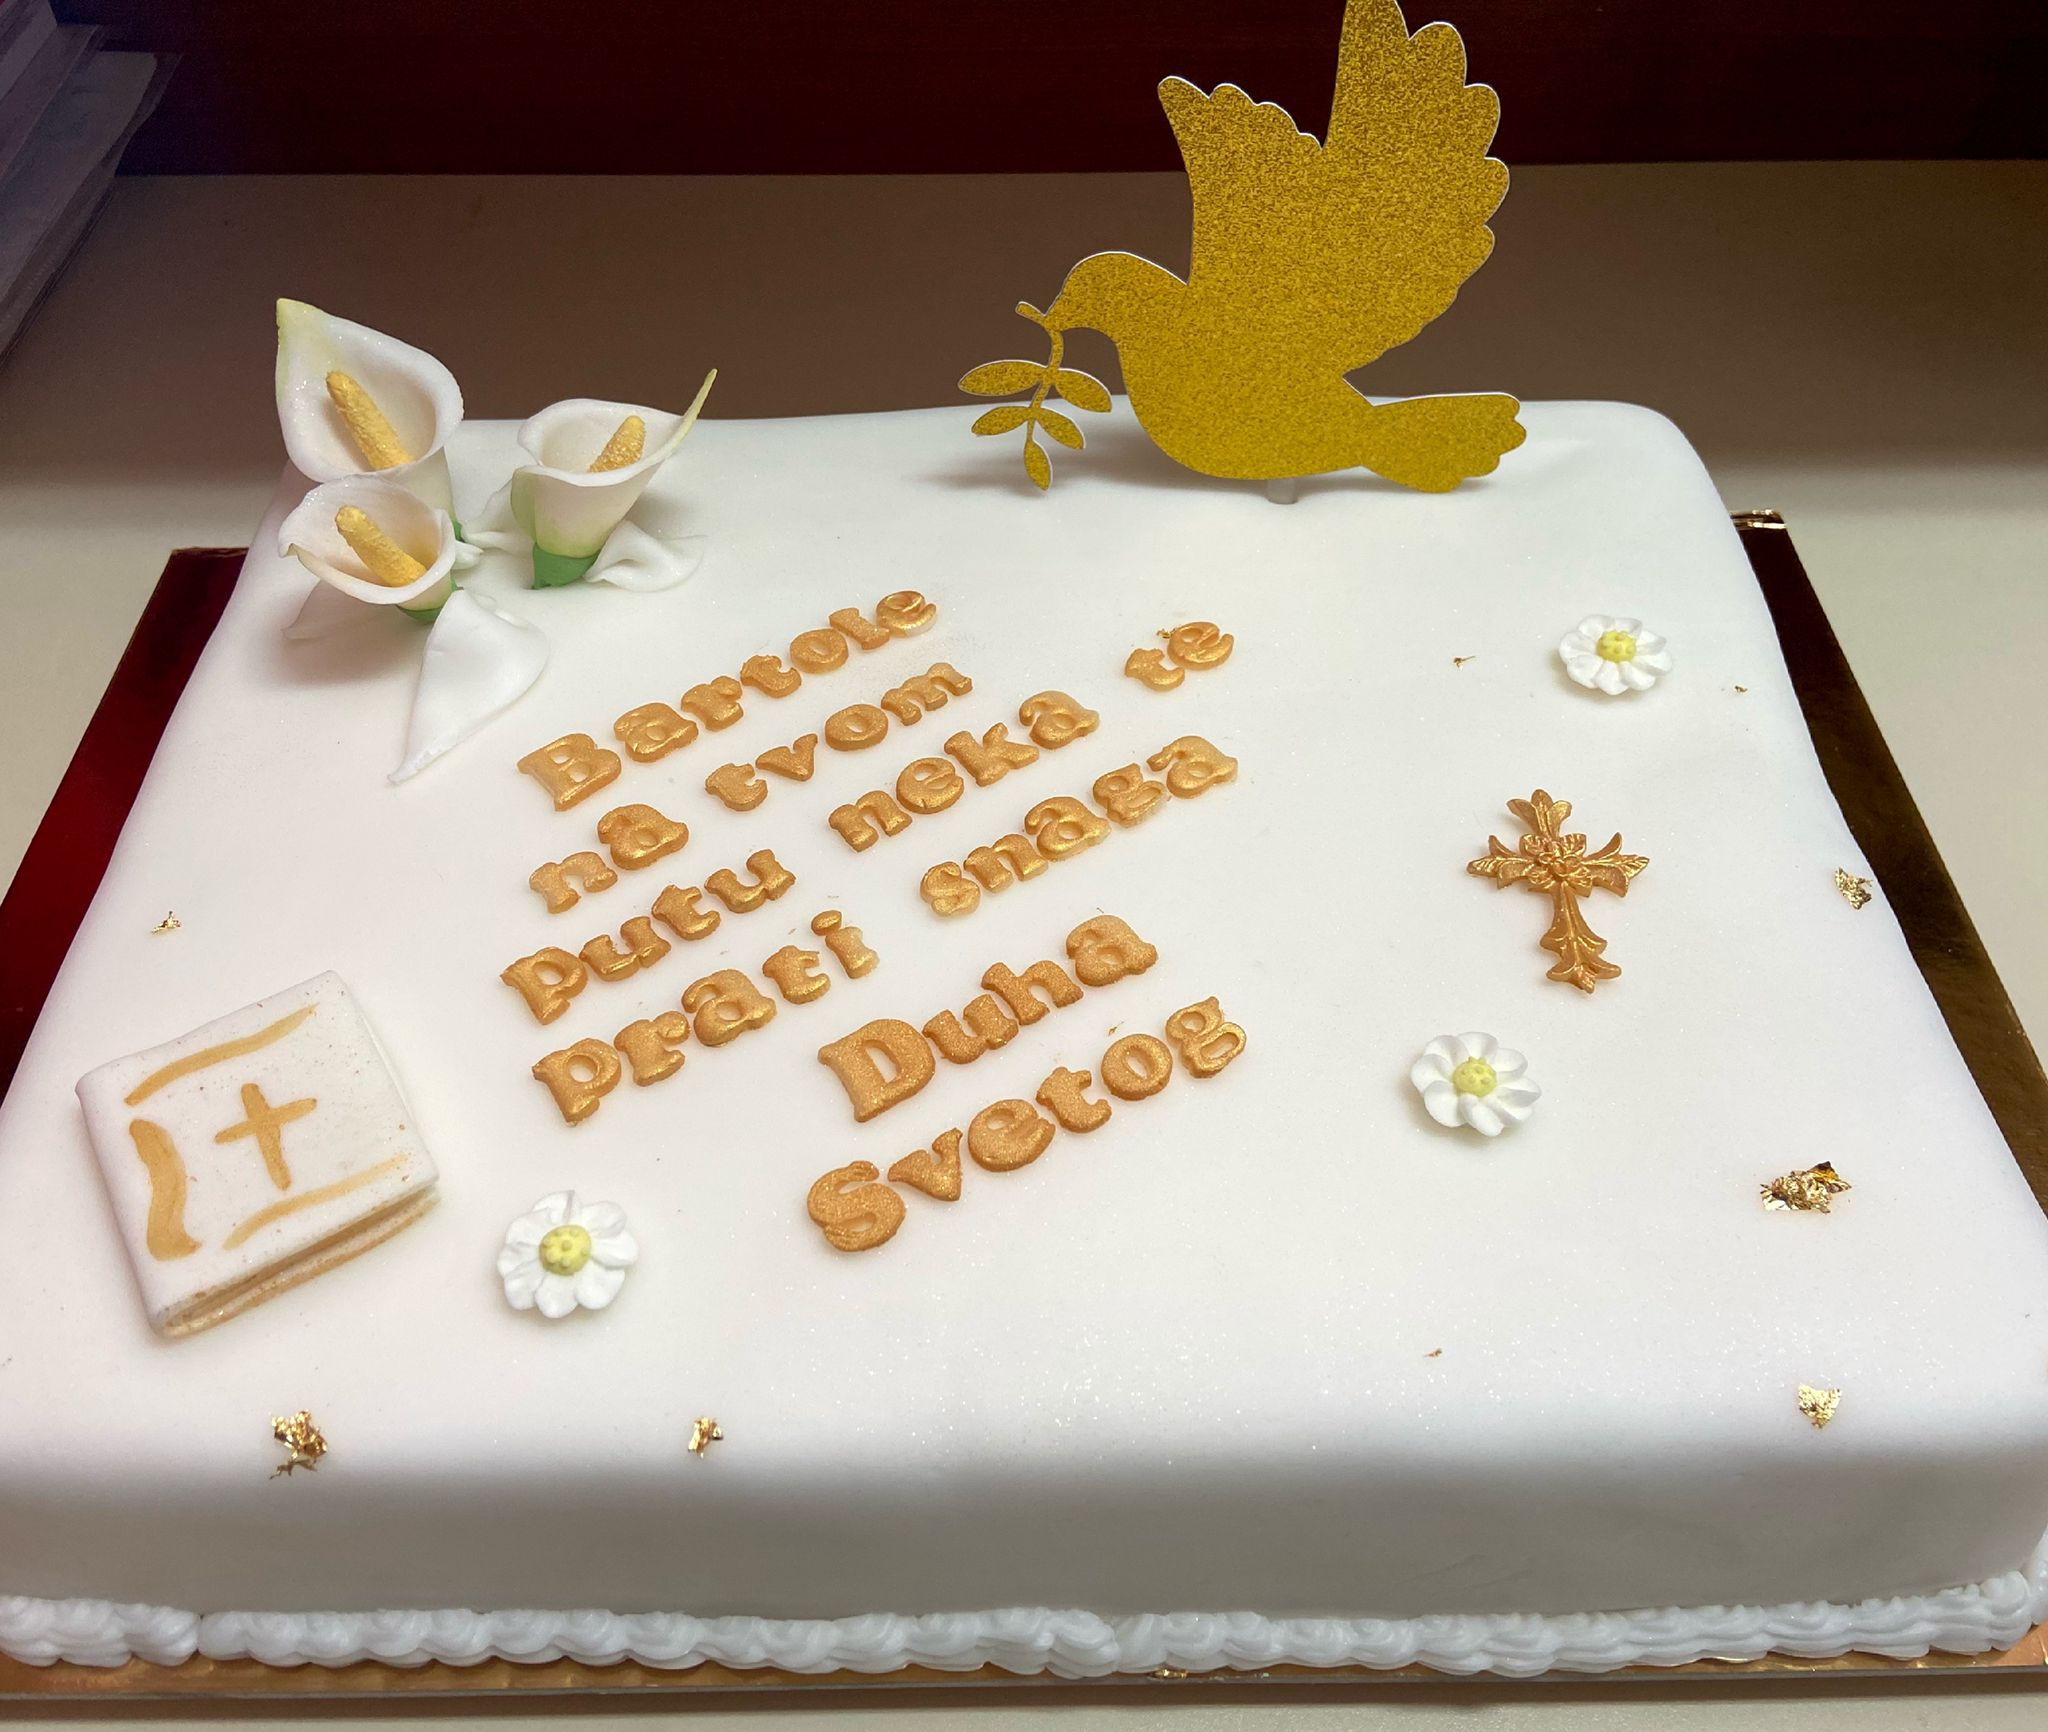 Bartole
na tvom
putu neka te
prati snaga
Duha
Svetog